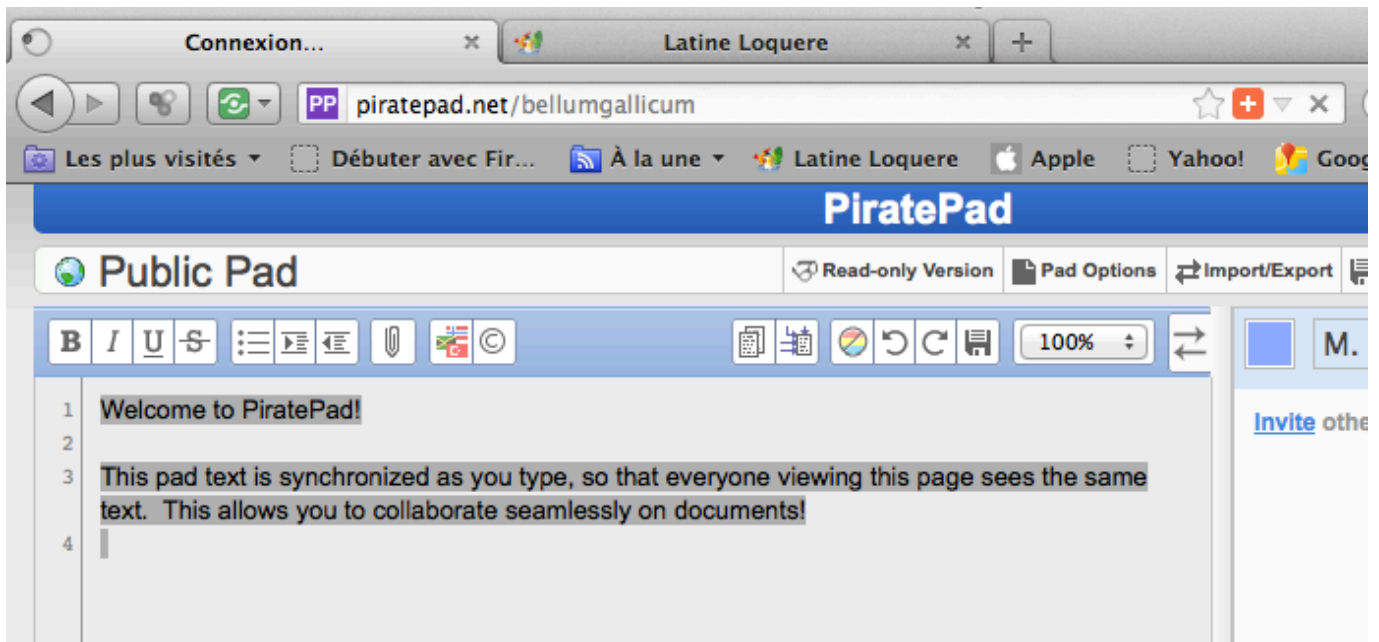 Connexion... Latine Loquere
PP piratepad.net/bellumgallicum
Les plus visités Débuter avec Fir... À la une Latine Loquere Apple Yahoo! Goog
PiratePad
Public Pad Read-only Version Pad Options Import/Export
B I U S © 100% M.
1 Welcome to PiratePad!
2
3 This pad text is synchronized as you type, so that everyone viewing this page sees the same
text. This allows you to collaborate seamlessly on documents!
4
Invite othe